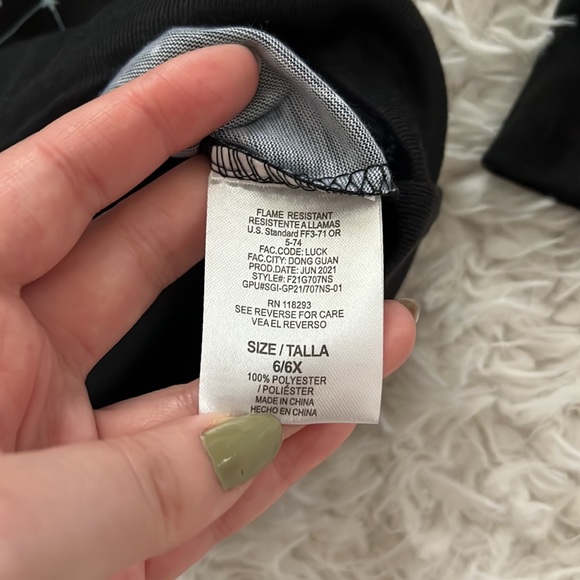 FLAME RESISTANT
RESISTENTE A LLAMAS
U.S. Standard FF3-71 OR
5-74
FAC.CODE: LUCK
FAC.CITY: DONG GUAN
PROD.DATE: JUN 2021
STYLE#: F21G707NS
GPU#SGI-GP21/707NS-01
RN 118293
SEE REVERSE FOR CARE
VEA EL REVERSO
SIZE / TALLA
6/6X
100% POLYESTER
/ POLIÉSTER
MADE IN CHINA
HECHO EN CHINA